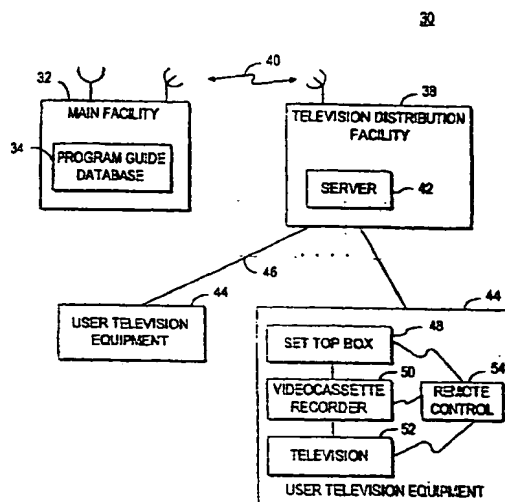 30
40
32
38
MAIN FACILITY
TELEVISION DISTRIBUTION
FACILITY
34
PROGRAM GUIDE
DATABASE
SERVER
42
46
44
44
USER TELEVISION
EQUIPMENT
SET TOP BOX
48
50
54
VIDEOCASSETTE
RECORDER
REMOTE
CONTROL
52
TELEVISION
USER TELEVISION EQUIPMENT